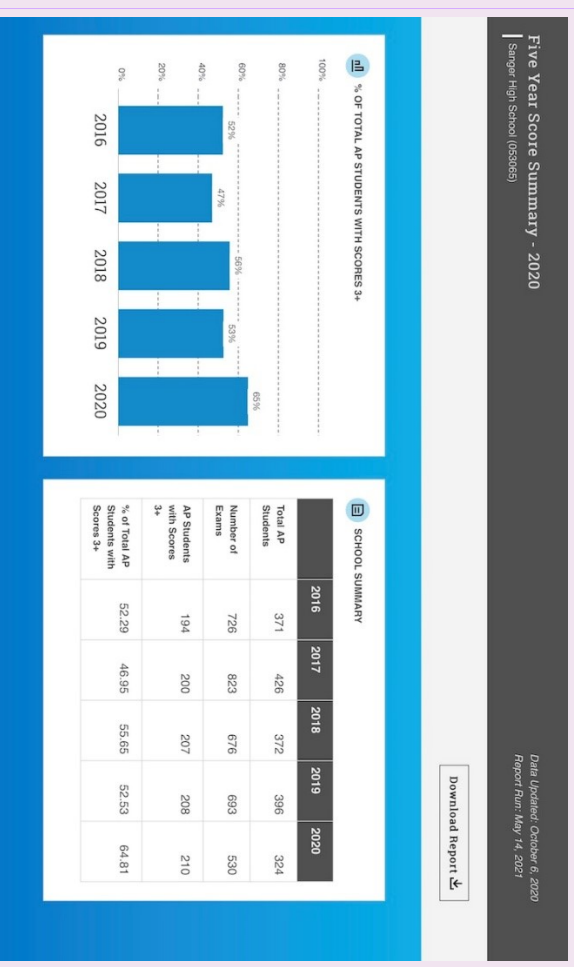 Five Year Score Summary - 2020
Sanger High School (053065)
Data Updated: October 6, 2020
Report Run: May 14, 2021
Download Report
% OF TOTAL AP STUDENTS WITH SCORES 3+
100%
80%
60%
40%
20%
0%
52%
47%
56%
53%
65%
2016
2017
2018
2019
2020
SCHOOL SUMMARY
2016 2017 2018 2019 2020
Total AP
Students
371 426 372 396 324
Number of
Exams
726 823 676 693 530
AP Students
with Scores
3+
194 200 207 208 210
% of Total AP
Students with
Scores 3+
52.29 46.95 55.65 52.53 64.81